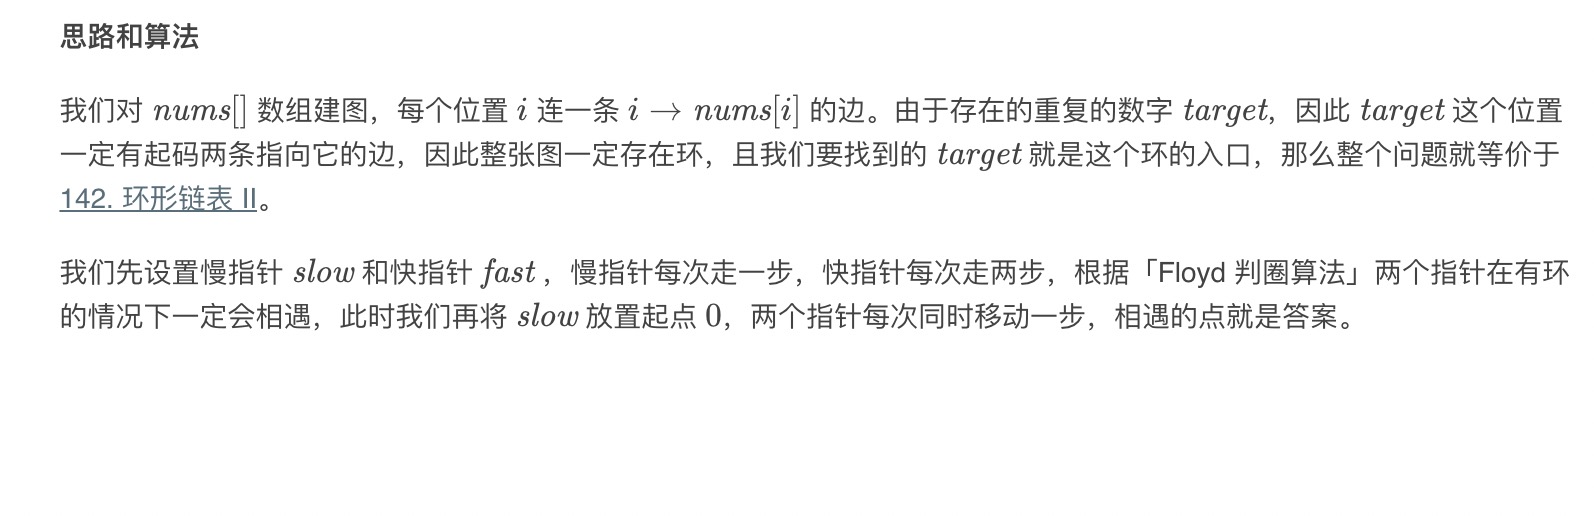 思路和算法
我们对 nums[] 数组建图，每个位置 i 连一条 i → nums[i] 的边。由于存在的重复的数字 target，因此 target 这个位置
一定有起码两条指向它的边，因此整张图一定存在环，且我们要找到的 target 就是这个环的入口，那么整个问题就等价于
142. 环形链表 II。
我们先设置慢指针 slow 和快指针 fast ，慢指针每次走一步，快指针每次走两步，根据「Floyd 判圈算法」两个指针在有环
的情况下一定会相遇，此时我们再将 slow 放置起点 0，两个指针每次同时移动一步，相遇的点就是答案。